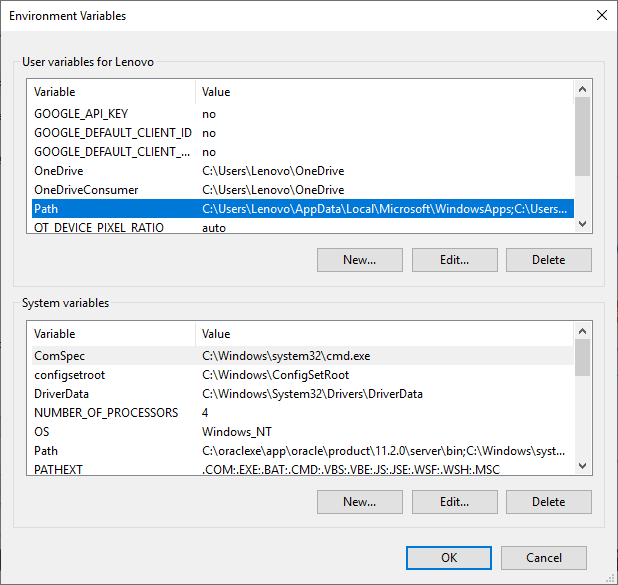 Environment Variables
User variables for Lenovo
Variable Value
GOOGLE_API_KEY no
GOOGLE_DEFAULT_CLIENT_ID no
GOOGLE_DEFAULT_CLIENT_... no
OneDrive C:\Users\Lenovo\OneDrive
OneDriveConsumer C:\Users\Lenovo\OneDrive
Path C:\Users\Lenovo\AppData\Local\Microsoft\WindowsApps;C:\Users...
QT_DEVICE_PIXEL_RATIO auto
New... Edit... Delete
System variables
Variable Value
ComSpec C:\Windows\system32\cmd.exe
configsetroot C:\Windows\ConfigSetRoot
DriverData C:\Windows\System32\Drivers\DriverData
NUMBER_OF_PROCESSORS 4
OS Windows_NT
Path C:\oraclexe\app\oracle\product\11.2.0\server\bin;C:\Windows\syst...
PATHEXT .COM;.EXE;.BAT;.CMD;.VBS;.VBE;.JS;.JSE;.WSF;.WSH;.MSC
New... Edit... Delete
OK Cancel